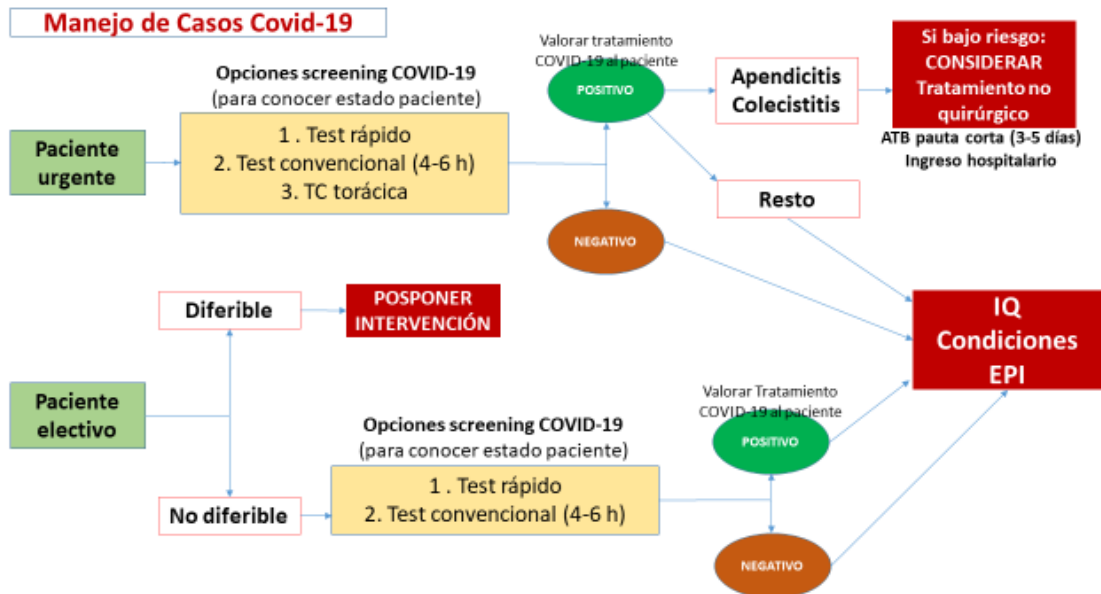 Manejo de Casos Covid-19
Opciones screening COVID-19
(para conocer estado paciente)
Paciente
urgente
1 . Test rápido
2. Test convencional (4-6 h)
3. TC torácica
Valorar tratamiento
COVID-19 al paciente
POSITIVO
NEGATIVO
Apendicitis
Colecistitis
Si bajo riesgo:
CONSIDERAR
Tratamiento no
quirúrgico
ATB pauta corta (3-5 días)
Ingreso hospitalario
Resto
Diferible
POSPONER
INTERVENCIÓN
IQ
Condiciones
EPI
Paciente
electivo
No diferible
Opciones screening COVID-19
(para conocer estado paciente)
1 . Test rápido
2. Test convencional (4-6 h)
Valorar Tratamiento
COVID-19 al paciente
POSITIVO
NEGATIVO